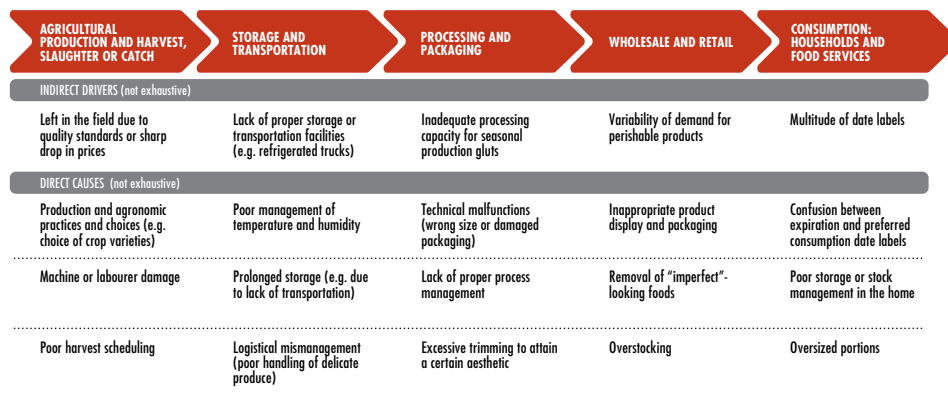 AGRICULTURAL
PRODUCTION AND HARVEST,
SLAUGHTER OR CATCH
STORAGE AND
TRANSPORTATION
PROCESSING AND
PACKAGING
WHOLESALE AND RETAIL
CONSUMPTION:
HOUSEHOLDS AND
FOOD SERVICES
INDIRECT DRIVERS (not exhaustive)
Left in the field due to
quality standards or sharp
drop in prices
Lack of proper storage or
transportation facilities
(e.g. refrigerated trucks)
Inadequate processing
capacity for seasonal
production gluts
Variability of demand for
perishable products
Multitude of date labels
DIRECT CAUSES (not exhaustive)
Production and agronomic
practices and choices (e.g.
choice of crop varieties)
Poor management of
temperature and humidity
Technical malfunctions
(wrong size or damaged
packaging)
Inappropriate product
display and packaging
Confusion between
expiration and preferred
consumption date labels
Machine or labourer damage
Prolonged storage (e.g. due
to lack of transportation)
Lack of proper process
management
Removal of “imperfect”-
looking foods
Poor storage or stock
management in the home
Poor harvest scheduling
Logistical mismanagement
(poor handling of delicate
produce)
Excessive trimming to attain
a certain aesthetic
Overstocking
Oversized portions